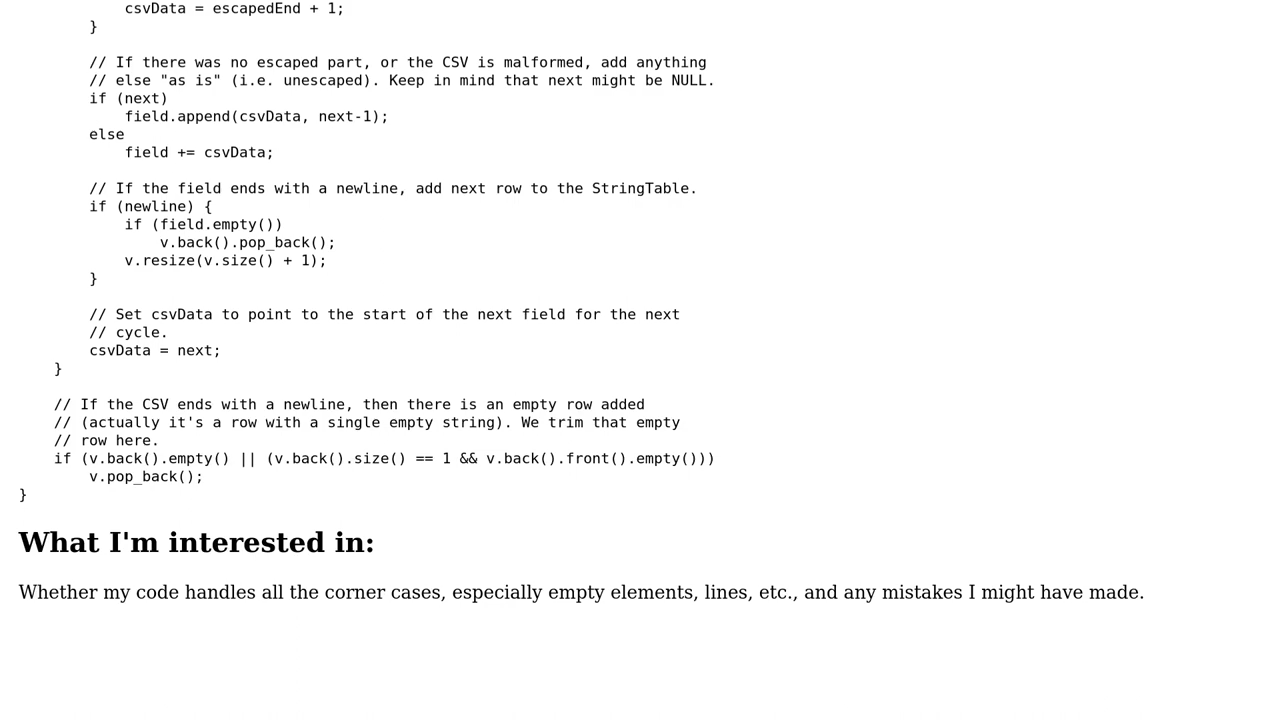 csvData = escapedEnd + 1;
        }

        // If there was no escaped part, or the CSV is malformed, add anything
        // else "as is" (i.e. unescaped). Keep in mind that next might be NULL.
        if (next)
            field.append(csvData, next-1);
        else
            field += csvData;

        // If the field ends with a newline, add next row to the StringTable.
        if (newline) {
            if (field.empty())
                v.back().pop_back();
            v.resize(v.size() + 1);
        }

        // Set csvData to point to the start of the next field for the next
        // cycle.
        csvData = next;
    }

    // If the CSV ends with a newline, then there is an empty row added
    // (actually it's a row with a single empty string). We trim that empty
    // row here.
    if (v.back().empty() || (v.back().size() == 1 && v.back().front().empty()))
        v.pop_back();
}
What I'm interested in:
Whether my code handles all the corner cases, especially empty elements, lines, etc., and any mistakes I might have made.